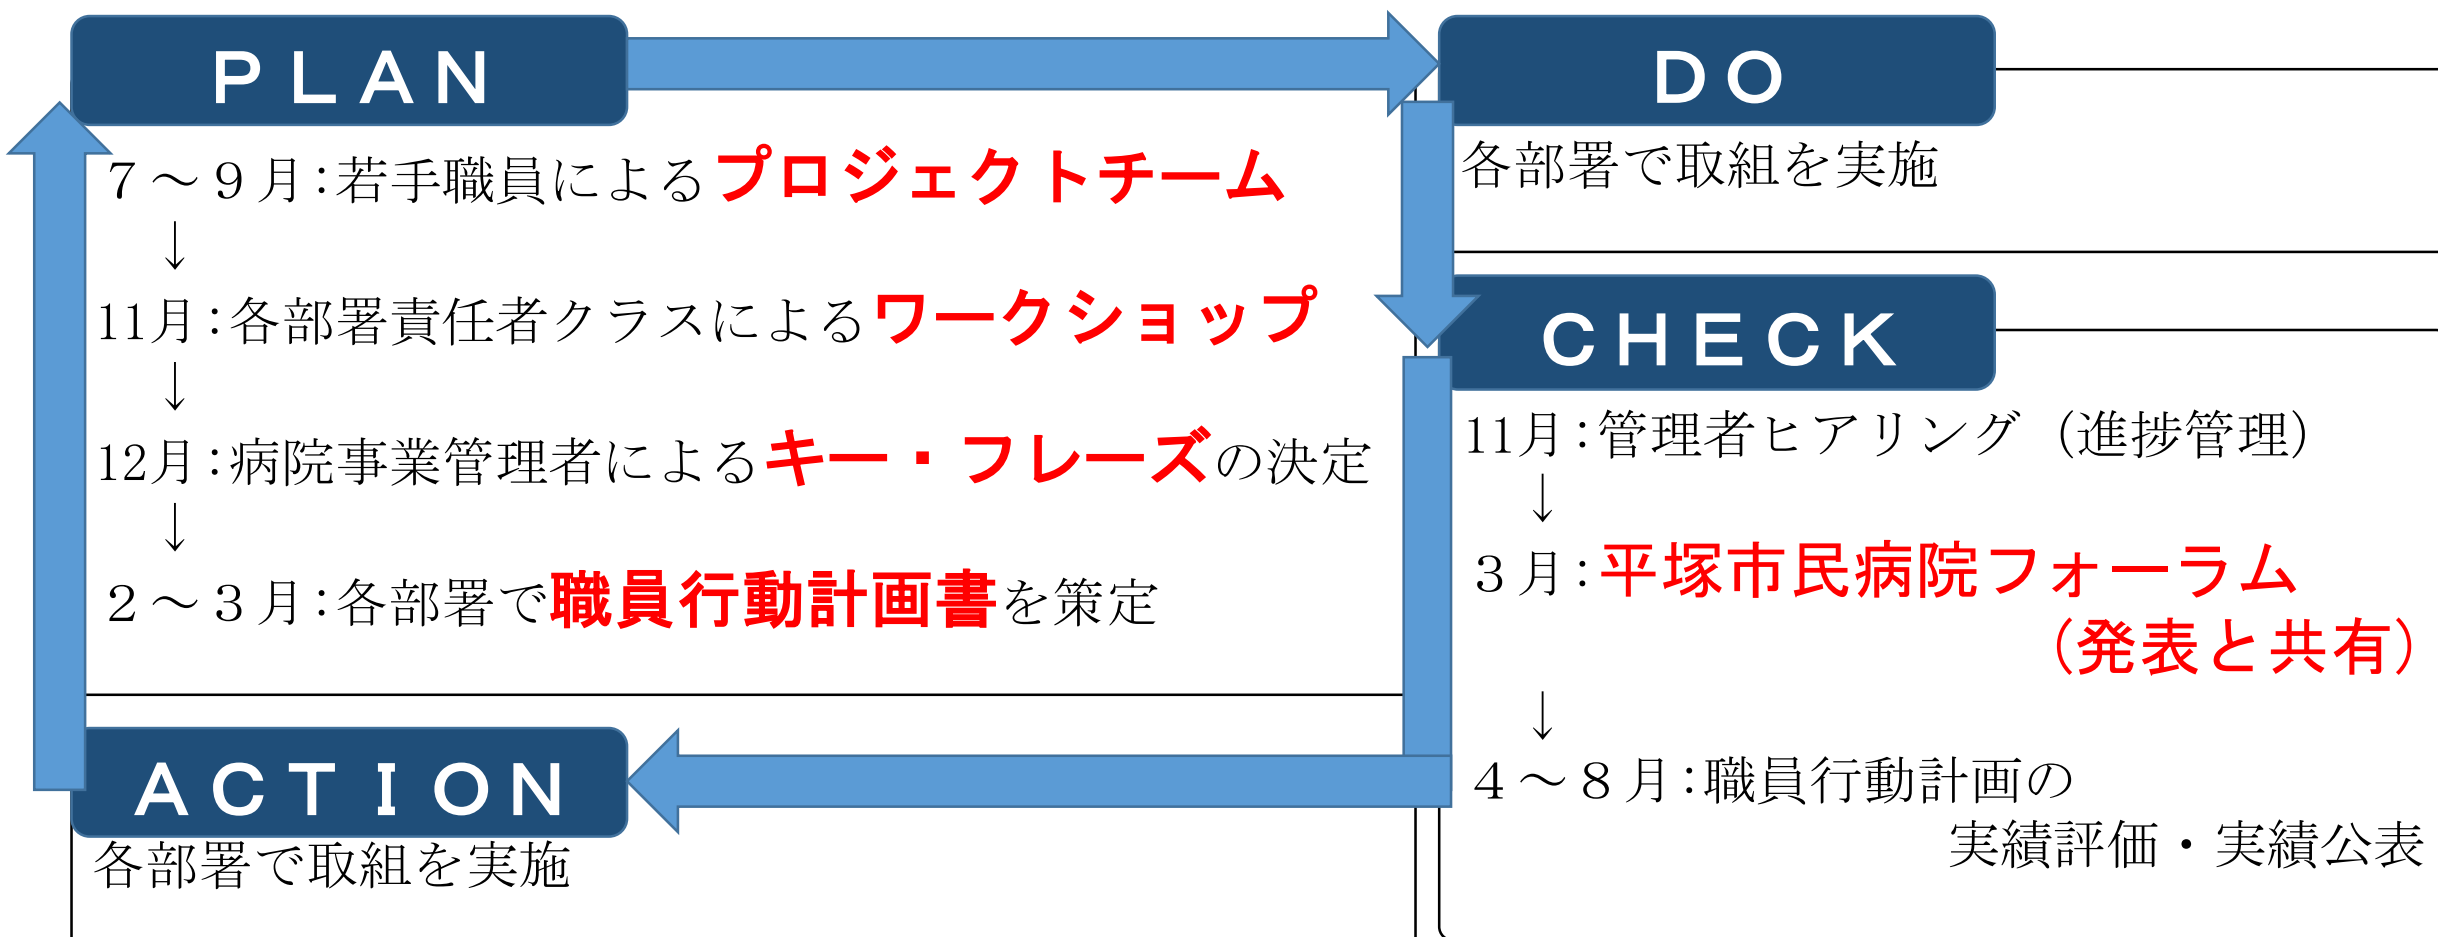 ＰＬＡＮ
７～９月：若手職員によるプロジェクトチーム
↓
11月：各部署責任者クラスによるワークショップ
↓
12月：病院事業管理者によるキー・フレーズの決定
↓
２～３月：各部署で職員行動計画書を策定
ＤＯ
各部署で取組を実施
ＣＨＥＣＫ
11月：管理者ヒアリング（進捗管理）
↓
３月：平塚市民病院フォーラム
（発表と共有）
↓
４～８月：職員行動計画の
実績評価・実績公表
ＡＣＴＩＯＮ
各部署で取組を実施